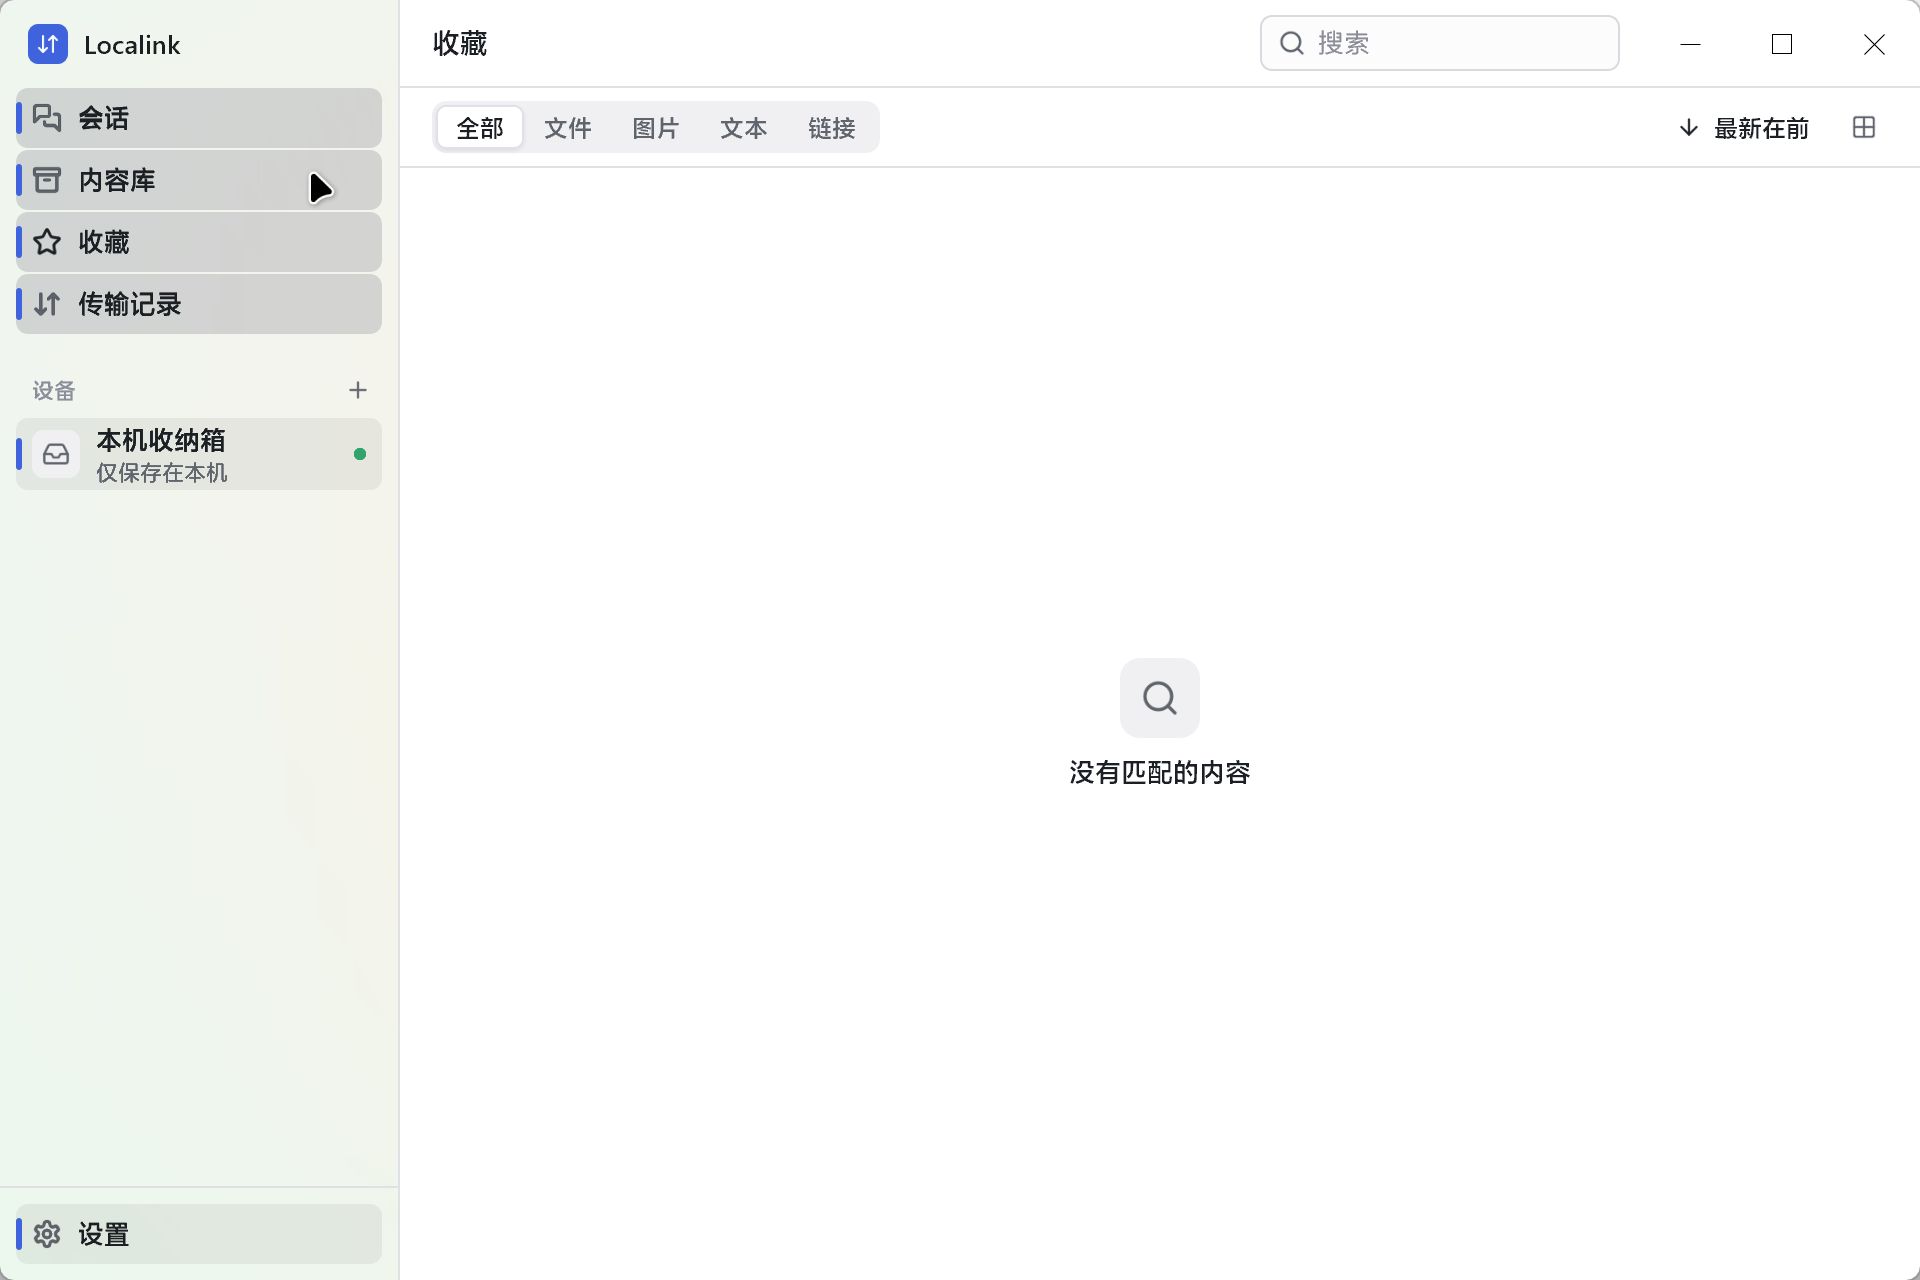 Localink
会话
内容库
收藏
传输记录
设备
本机收纳箱
仅保存在本机
设置
收藏
搜索
全部 文件 图片 文本 链接
最新在前
没有匹配的内容